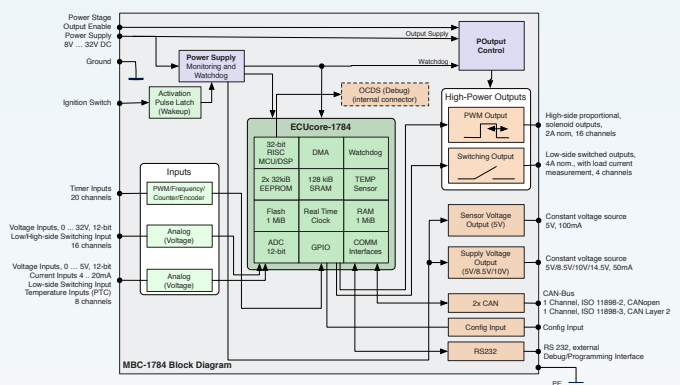 Power Stage
Output Enable
Power Supply
8V ... 32V DC
Ground
Ignition Switch
Timer Inputs
20 channels
Voltage Inputs, 0 ... 32V, 12-bit
Low/High-side Switching Input
16 channels
Voltage Inputs, 0 ... 5V, 12-bit
Current Inputs 4 .. 20mA
Low-side Switching Input
Temperature Inputs (PTC)
8 channels
Power Supply
Monitoring and
Watchdog
Activation
Pulse Latch
(Wakeup)
Output Supply
Watchdog
POutput
Control
OCDS (Debug)
(internal connector)
Inputs
PWM/Frequency/
Counter/Encoder
Analog
(Voltage)
Analog
(Voltage)
ECUcore-1784
32-bit
RISC
MCU/DSP
DMA
Watchdog
2x 32kiB
EEPROM
128 kiB
SRAM
TEMP
Sensor
Flash
1 MiB
Real Time
Clock
RAM
1 MiB
ADC
12-bit
GPIO
COMM
Interfaces
High-Power Outputs
PWM Output
Switching Output
Sensor Voltage
Output (5V)
Supply Voltage
Output
(5V/8.5V/10V)
2x CAN
Config Input
RS232
High-side proportional,
solenoid outputs,
2A nom, 16 channels
Low-side switched outputs,
4A nom., with load current
measurement, 4 channels
Constant voltage source
5V, 100mA
Constant voltage source
5V/8.5V/10V/14.5V, 50mA
CAN-Bus
1 Channel, ISO 11898-2, CANopen
1 Channel, ISO 11898-3, CAN Layer 2
Config Input
RS 232, external
Debug/Programming Interface
MBC-1784 Block Diagram
PE